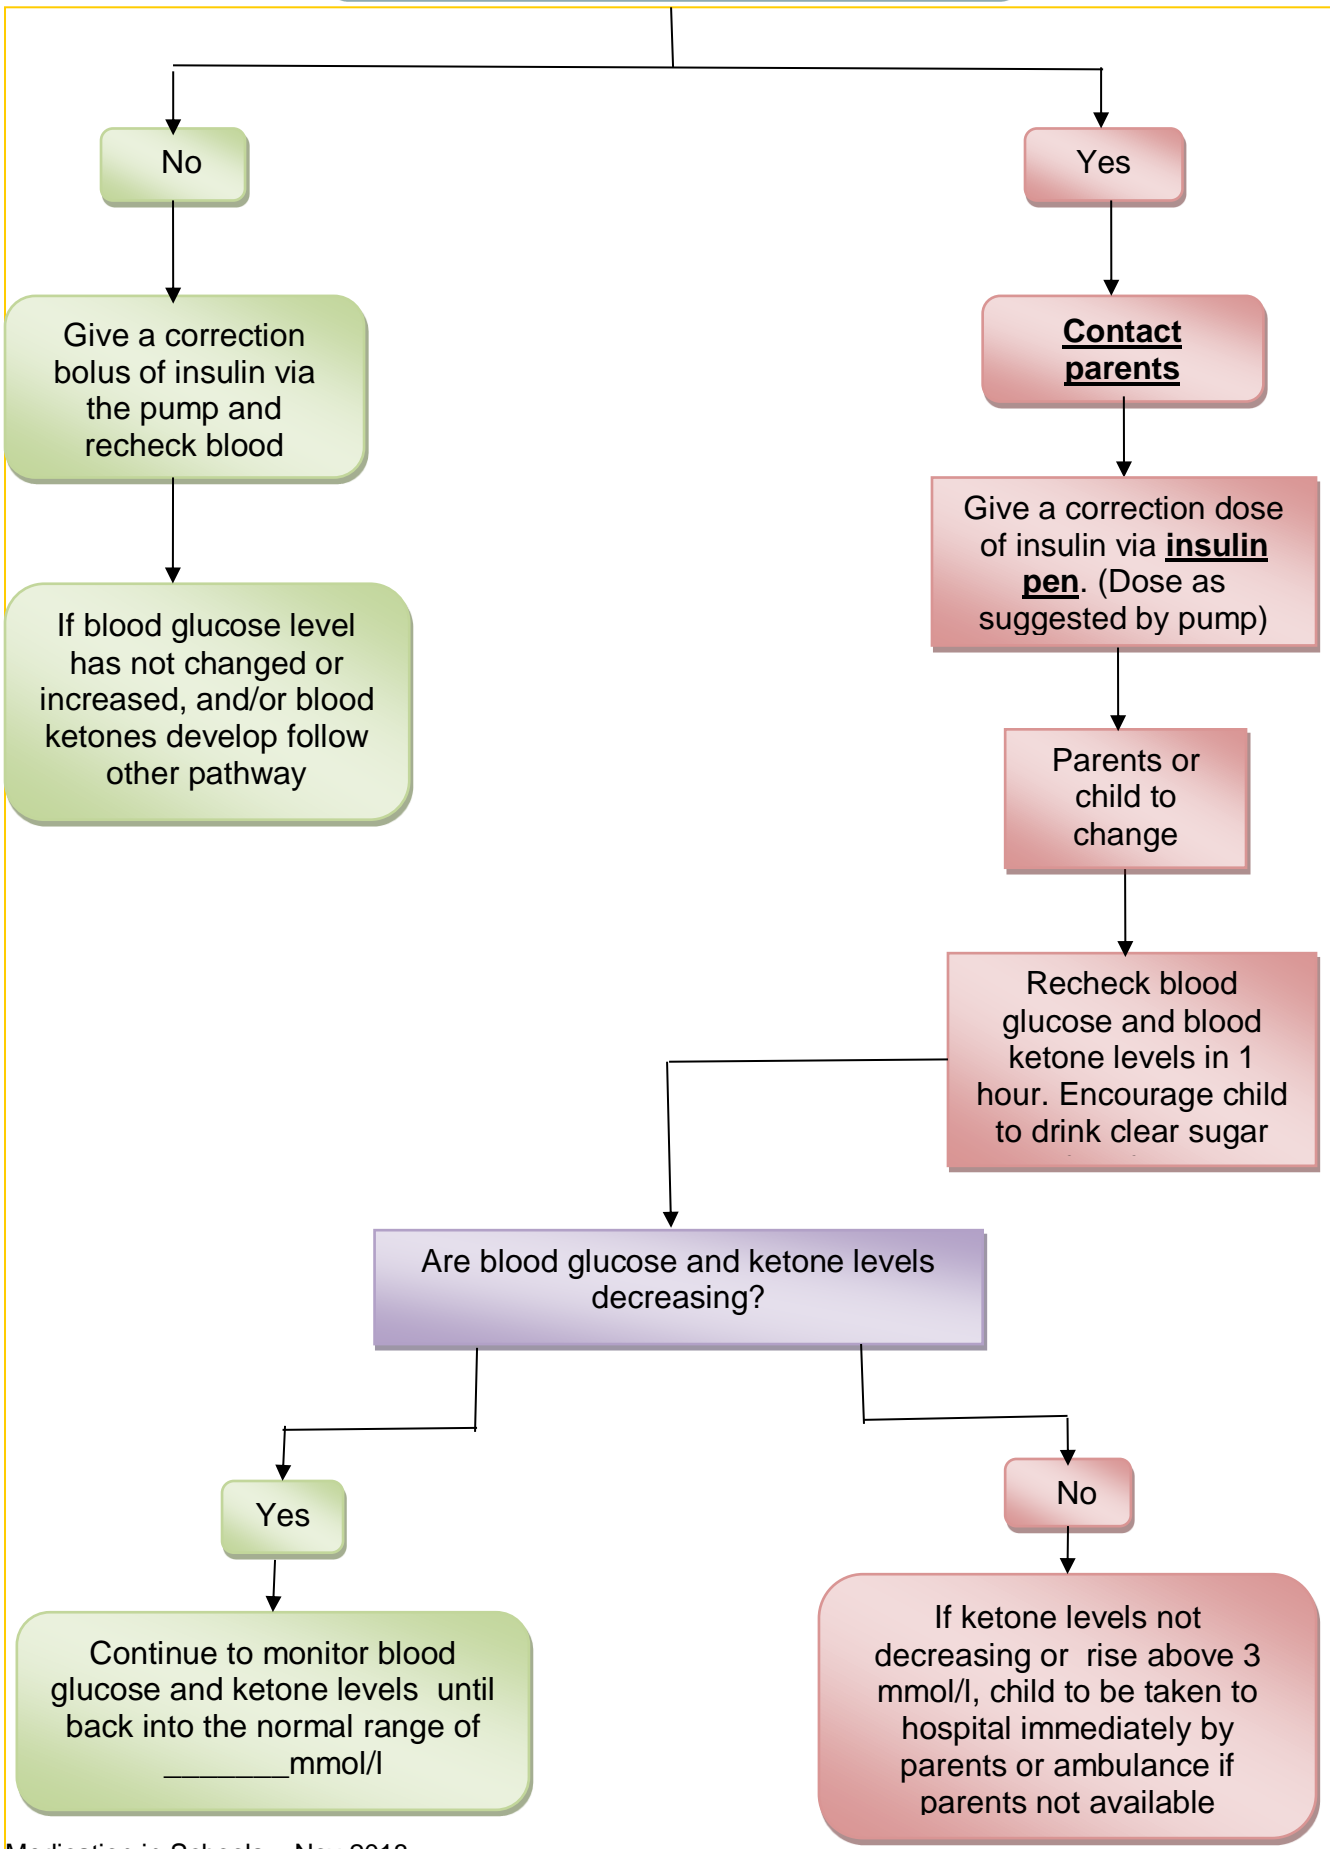 No
Yes
Give a correction
bolus of insulin via
the pump and
recheck blood
Contact
parents
Give a correction dose
of insulin via insulin
pen. (Dose as
suggested by pump)
If blood glucose level
has not changed or
increased, and/or blood
ketones develop follow
other pathway
Parents or
child to
change
Recheck blood
glucose and blood
ketone levels in 1
hour. Encourage child
to drink clear sugar
Are blood glucose and ketone levels
decreasing?
Yes
No
Continue to monitor blood
glucose and ketone levels until
back into the normal range of
_______mmol/l
If ketone levels not
decreasing or rise above 3
mmol/l, child to be taken to
hospital immediately by
parents or ambulance if
parents not available
Medication in Schools – Nov 2018